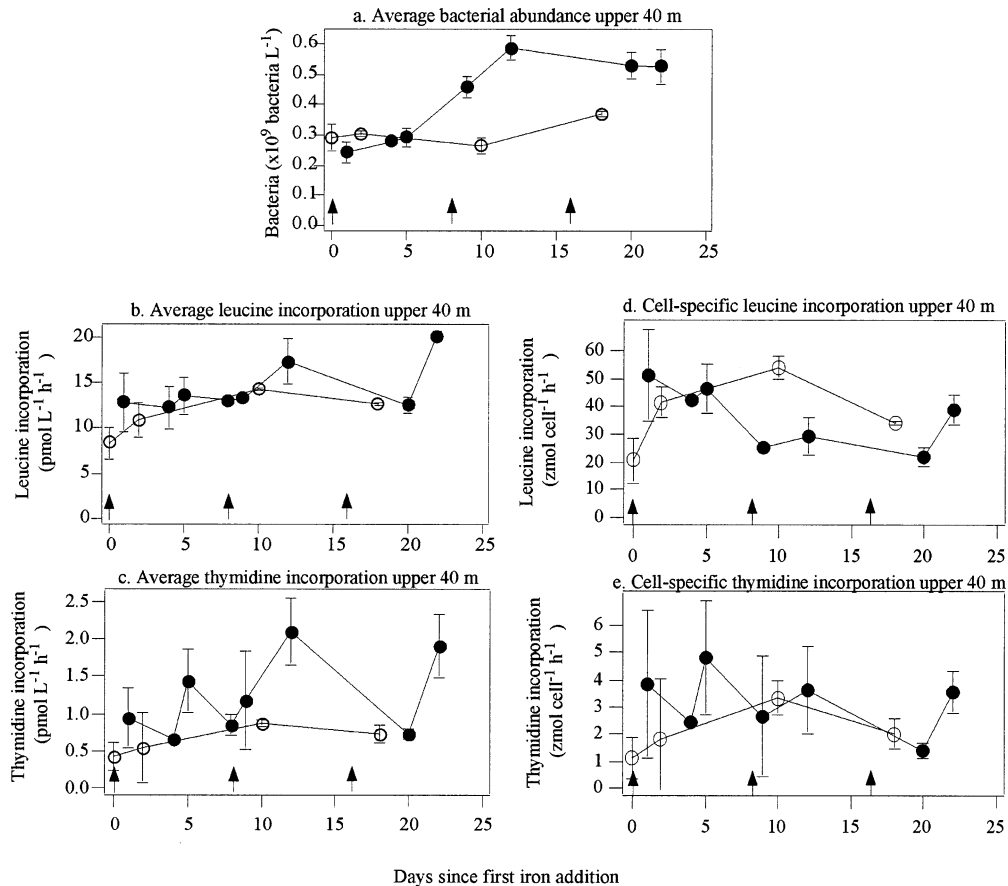 a. Average bacterial abundance upper 40 m
Bacteria (x10⁹ bacteria L⁻¹)
0.6
0.5
0.4
0.3
0.2
0.1
0.0
0 5 10 15 20 25
b. Average leucine incorporation upper 40 m
Leucine incorporation
(pmol L⁻¹ h⁻¹)
20
15
10
5
0
0 5 10 15 20 25
d. Cell-specific leucine incorporation upper 40 m
Leucine incorporation
(zmol cell⁻¹ h⁻¹)
60
50
40
30
20
10
0
0 5 10 15 20 25
c. Average thymidine incorporation upper 40 m
Thymidine incorporation
(pmol L⁻¹ h⁻¹)
2.5
2.0
1.5
1.0
0.5
0.0
0 5 10 15 20 25
e. Cell-specific thymidine incorporation upper 40 m
Thymidine incorporation
(zmol cell⁻¹ h⁻¹)
6
5
4
3
2
1
0
0 5 10 15 20 25
Days since first iron addition